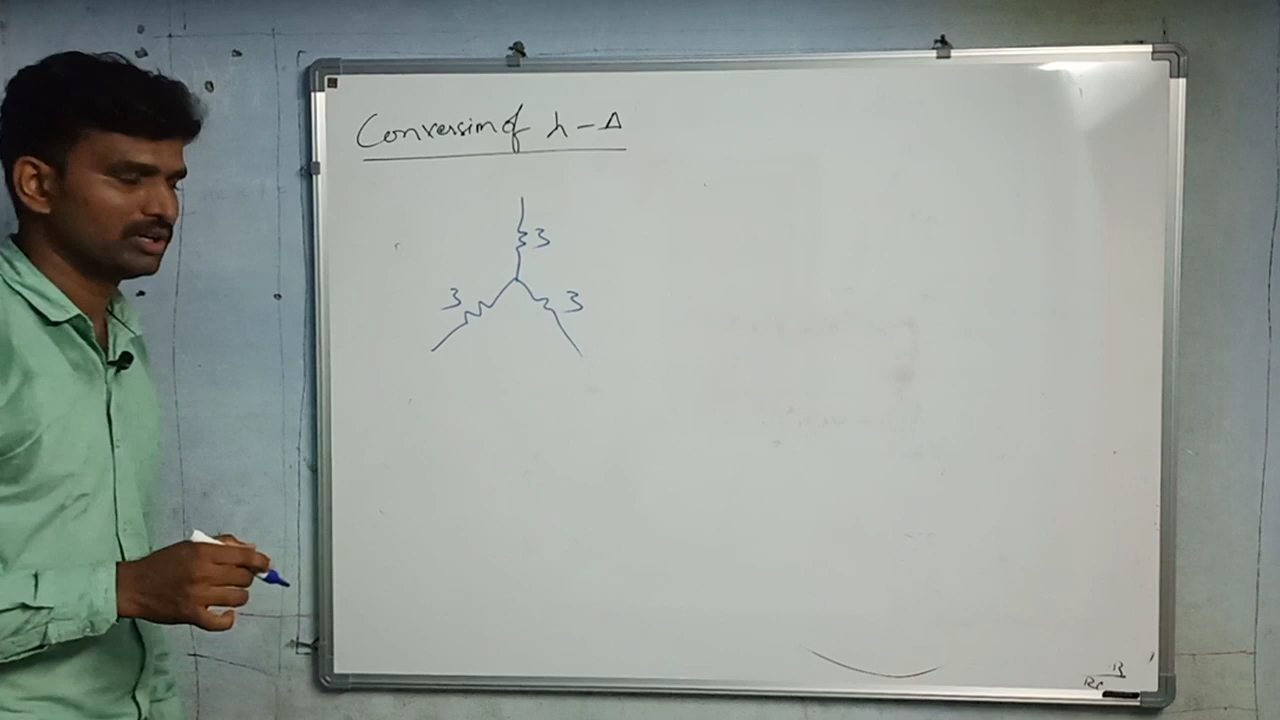 Conversion of λ - Δ
3
3 3